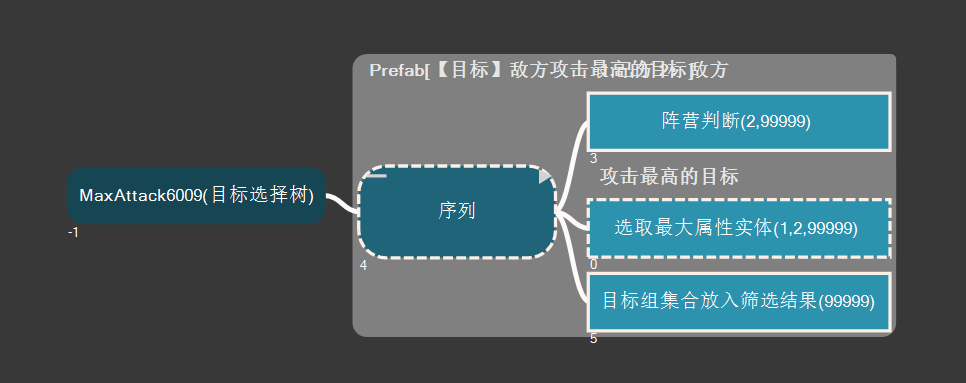 Prefab[【目标】敌方攻击最高的目标]敌方
阵营判断(2,99999)
3
攻击最高的目标
MaxAttack6009(目标选择树)
-1
序列
4
选取最大属性实体(1,2,99999)
0
目标组集合放入筛选结果(99999)
5